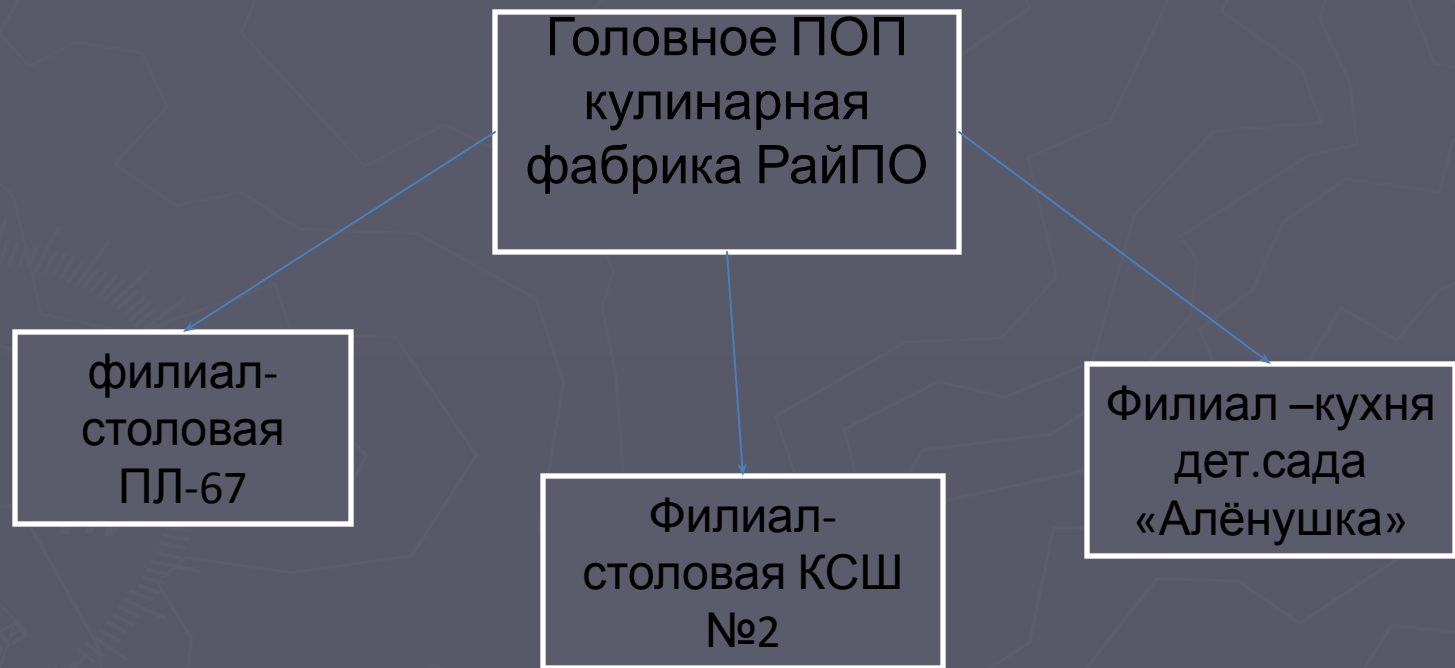 Головное ПОП
кулинарная
фабрика РайПО
филиал-
столовая
ПЛ-67
Филиал-
столовая КСШ
№2
Филиал –кухня
дет.сада
«Алёнушка»